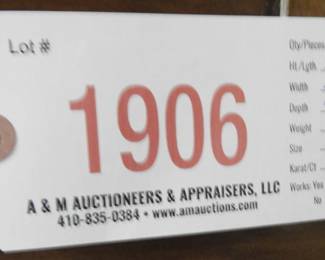 Lot #
1906
A & M AUCTIONEERS & APPRAISERS, LLC
410-835-0384 • www.amauctions.com
Qty/Pieces
Ht./Lgth
Width
Depth
Weight
Size
Karat/Ct
Works: Yes
No